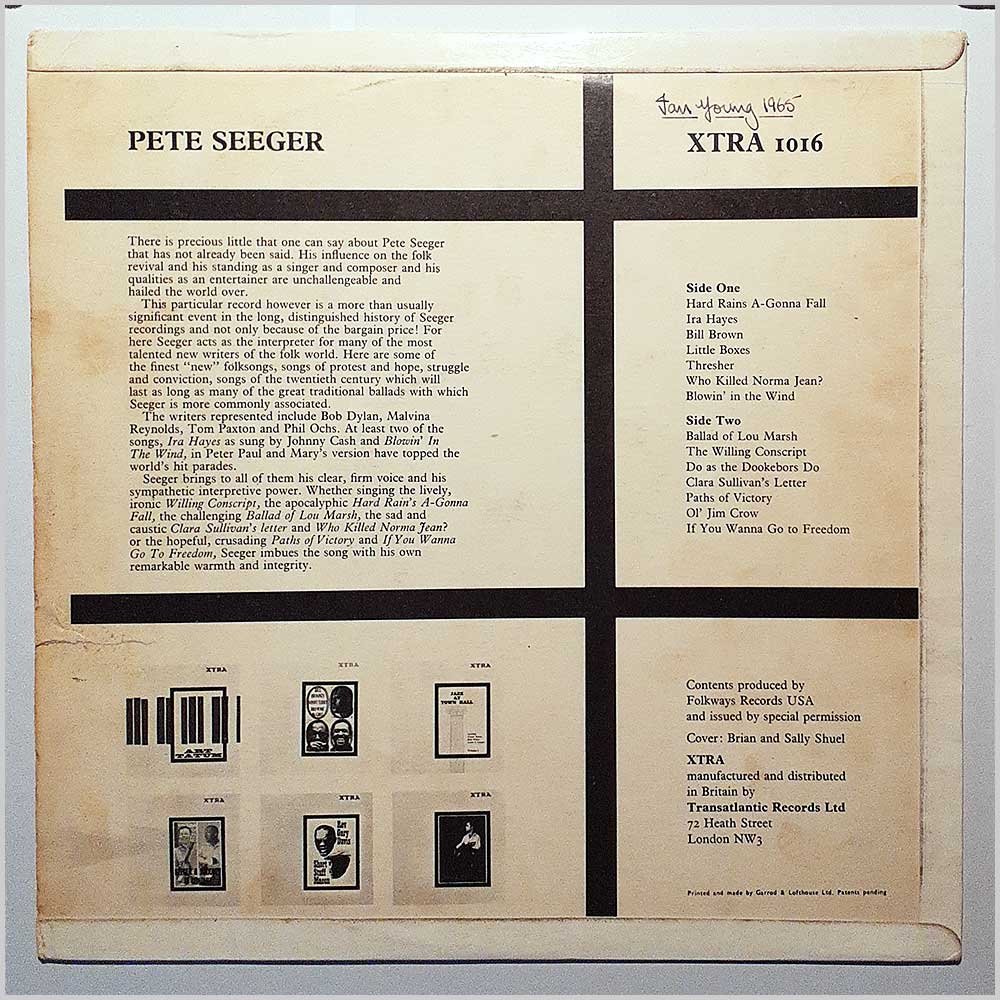 Ian Young 1965
PETE SEEGER
XTRA 1016
There is precious little that one can say about Pete Seeger
that has not already been said. His influence on the folk
revival and his standing as a singer and composer and his
qualities as an entertainer are unchallengeable and
hailed the world over.
This particular record however is a more than usually
significant event in the long, distinguished history of Seeger
recordings and not only because of the bargain price! For
here Seeger acts as the interpreter for many of the most
talented new writers of the folk world. Here are some of
the finest "new" folksongs, songs of protest and hope, struggle
and conviction, songs of the twentieth century which will
last as long as many of the great traditional ballads with which
Seeger is more commonly associated.
The writers represented include Bob Dylan, Malvina
Reynolds, Tom Paxton and Phil Ochs. At least two of the
songs, Ira Hayes as sung by Johnny Cash and Blowin' In
The Wind, in Peter Paul and Mary's version have topped the
world's hit parades.
Seeger brings to all of them his clear, firm voice and his
sympathetic interpretive power. Whether singing the lively,
ironic Willing Conscript, the apocalyphic Hard Rain's A-Gonna
Fall, the challenging Ballad of Lou Marsh, the sad and
caustic Clara Sullivan's letter and Who Killed Norma Jean?
or the hopeful, crusading Paths of Victory and If You Wanna
Go To Freedom, Seeger imbues the song with his own
remarkable warmth and integrity.
Side One
Hard Rains A-Gonna Fall
Ira Hayes
Bill Brown
Little Boxes
Thresher
Who Killed Norma Jean?
Blowin' in the Wind
Side Two
Ballad of Lou Marsh
The Willing Conscript
Do as the Dookebors Do
Clara Sullivan's Letter
Paths of Victory
Ol' Jim Crow
If You Wanna Go to Freedom
XTRA
ART
TATUM
XTRA
XTRA
JAZZ
AT
TOWN HALL
XTRA
XTRA
Rev
Gary
Davis
Short
Stuff
Macon
XTRA
Contents produced by
Folkways Records USA
and issued by special permission
Cover: Brian and Sally Shuel
XTRA
manufactured and distributed
in Britain by
Transatlantic Records Ltd
72 Heath Street
London NW3
Printed and made by Garrod & Lofthouse Ltd. Patents pending